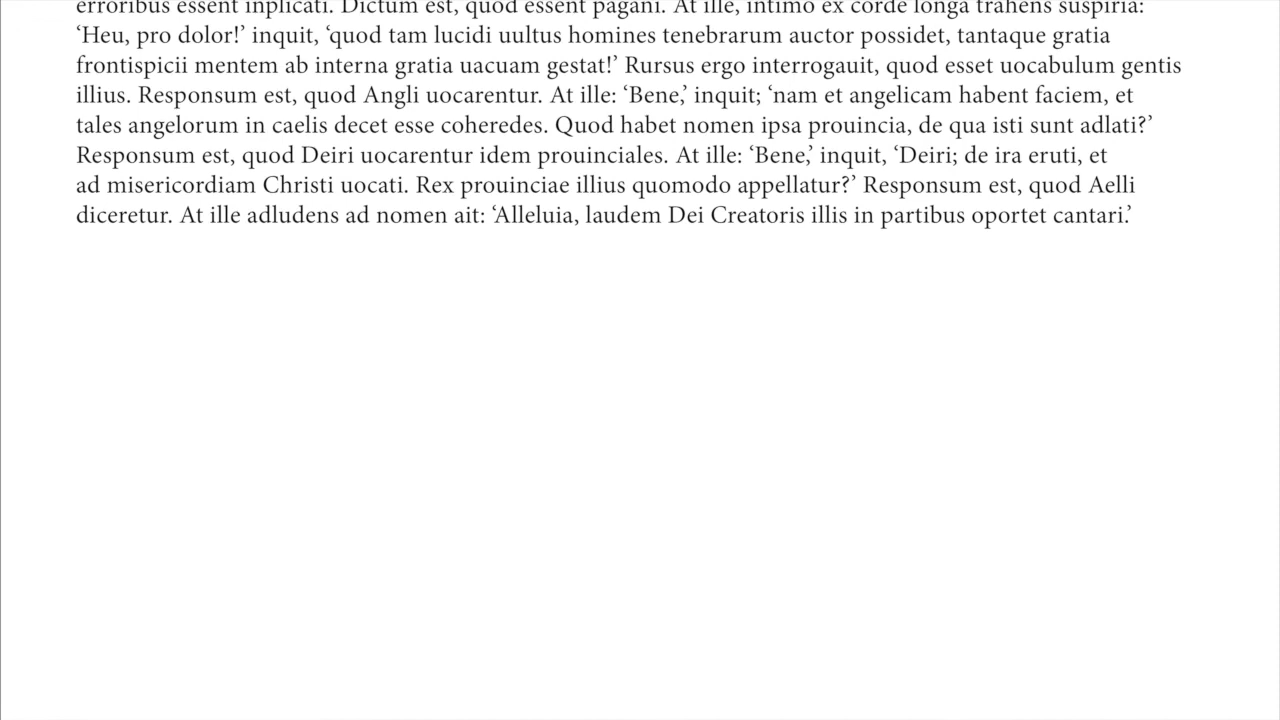 erroribus essent inplicati. Dictum est, quod essent pagani. At ille, intimo ex corde longa trahens suspiria:
‘Heu, pro dolor!’ inquit, ‘quod tam lucidi uultus homines tenebrarum auctor possidet, tantaque gratia
frontispicii mentem ab interna gratia uacuam gestat!’ Rursus ergo interrogauit, quod esset uocabulum gentis
illius. Responsum est, quod Angli uocarentur. At ille: ‘Bene,’ inquit; ‘nam et angelicam habent faciem, et
tales angelorum in caelis decet esse coheredes. Quod habet nomen ipsa prouincia, de qua isti sunt adlati?’
Responsum est, quod Deiri uocarentur idem prouinciales. At ille: ‘Bene,’ inquit, ‘Deiri; de ira eruti, et
ad misericordiam Christi uocati. Rex prouinciae illius quomodo appellatur?’ Responsum est, quod Aelli
diceretur. At ille adludens ad nomen ait: ‘Alleluia, laudem Dei Creatoris illis in partibus oportet cantari.’